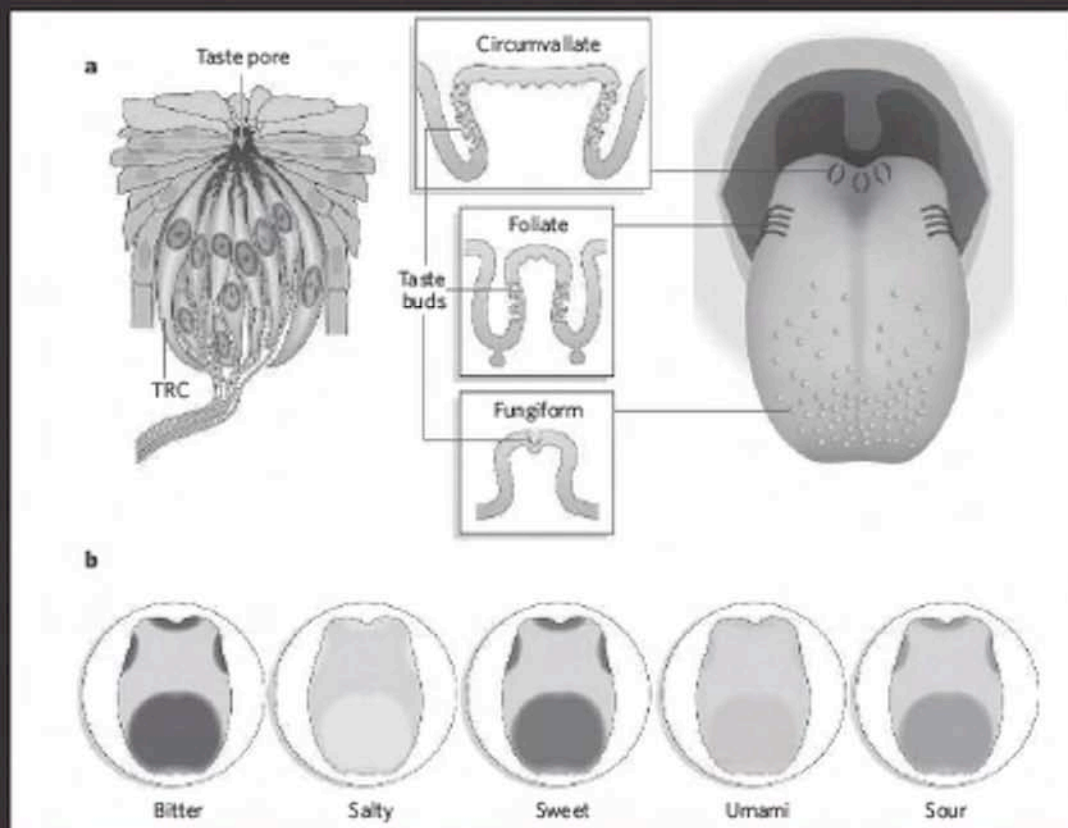 a
Taste pore
Circumvallate
Foliate
Taste
buds
TRC
Fungiform
b
Bitter
Salty
Sweet
Umami
Sour